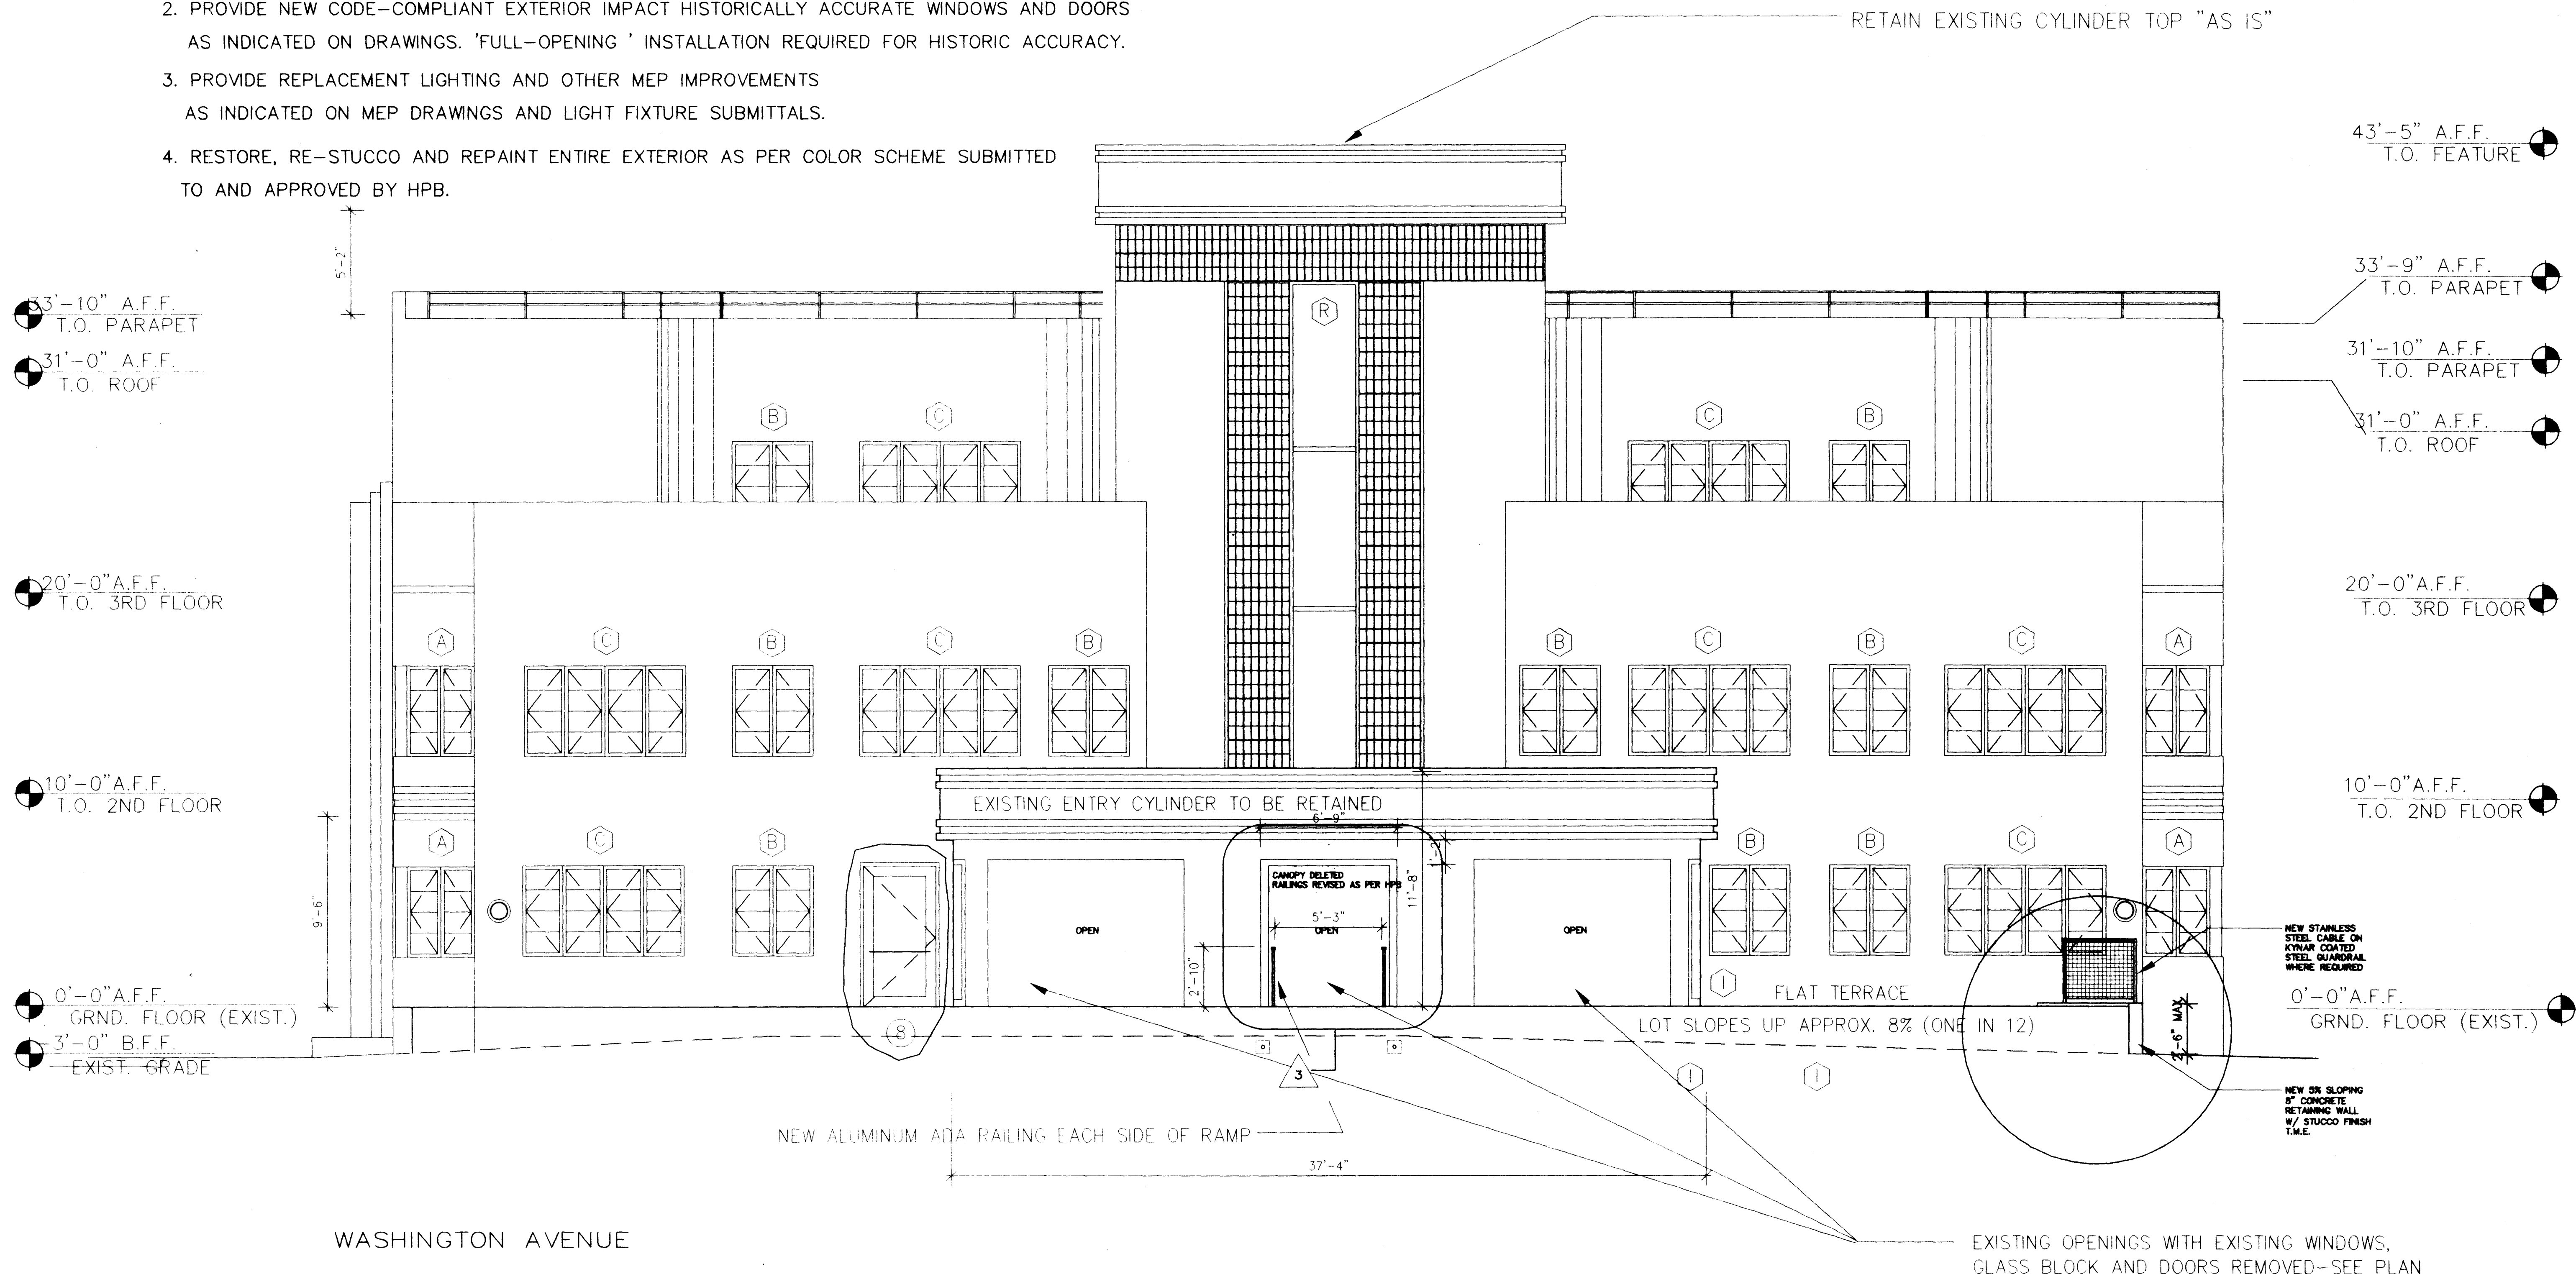 2. PROVIDE NEW CODE-COMPLIANT EXTERIOR IMPACT HISTORICALLY ACCURATE WINDOWS AND DOORS
AS INDICATED ON DRAWINGS. 'FULL-OPENING ' INSTALLATION REQUIRED FOR HISTORIC ACCURACY.
3. PROVIDE REPLACEMENT LIGHTING AND OTHER MEP IMPROVEMENTS
AS INDICATED ON MEP DRAWINGS AND LIGHT FIXTURE SUBMITTALS.
4. RESTORE, RE-STUCCO AND REPAINT ENTIRE EXTERIOR AS PER COLOR SCHEME SUBMITTED
TO AND APPROVED BY HPB.
RETAIN EXISTING CYLINDER TOP "AS IS"
43'-5" A.F.F.
T.O. FEATURE
5'-2"
33'-10" A.F.F.
T.O. PARAPET
31'-0" A.F.F.
T.O. ROOF
33'-9" A.F.F.
T.O. PARAPET
31'-10" A.F.F.
T.O. PARAPET
31'-0" A.F.F.
T.O. ROOF
R
B
C
C
B
20'-0"A.F.F.
T.O. 3RD FLOOR
20'-0"A.F.F.
T.O. 3RD FLOOR
A
C
B
C
B
B
C
B
C
A
10'-0"A.F.F.
T.O. 2ND FLOOR
10'-0"A.F.F.
T.O. 2ND FLOOR
EXISTING ENTRY CYLINDER TO BE RETAINED
6'-9"
A
C
B
B
B
C
A
9'-6"
CANOPY DELETED
RAILINGS REVISED AS PER HPB
11'-8"
5'-3"
OPEN
OPEN
OPEN
2'-10"
NEW STAINLESS
STEEL CABLE ON
KYNAR COATED
STEEL GUARDRAIL
WHERE REQUIRED
0'-0"A.F.F.
GRND. FLOOR (EXIST.)
-3'-0" B.F.F.
EXIST. GRADE
I
FLAT TERRACE
0'-0"A.F.F.
GRND. FLOOR (EXIST.)
8
LOT SLOPES UP APPROX. 8% (ONE IN 12)
2'-6" MAX
3
I
I
NEW 5% SLOPING
8" CONCRETE
RETAINING WALL
W/ STUCCO FINISH
T.M.E.
NEW ALUMINUM ADA RAILING EACH SIDE OF RAMP
37'-4"
WASHINGTON AVENUE
EXISTING OPENINGS WITH EXISTING WINDOWS,
GLASS BLOCK AND DOORS REMOVED-SEE PLAN